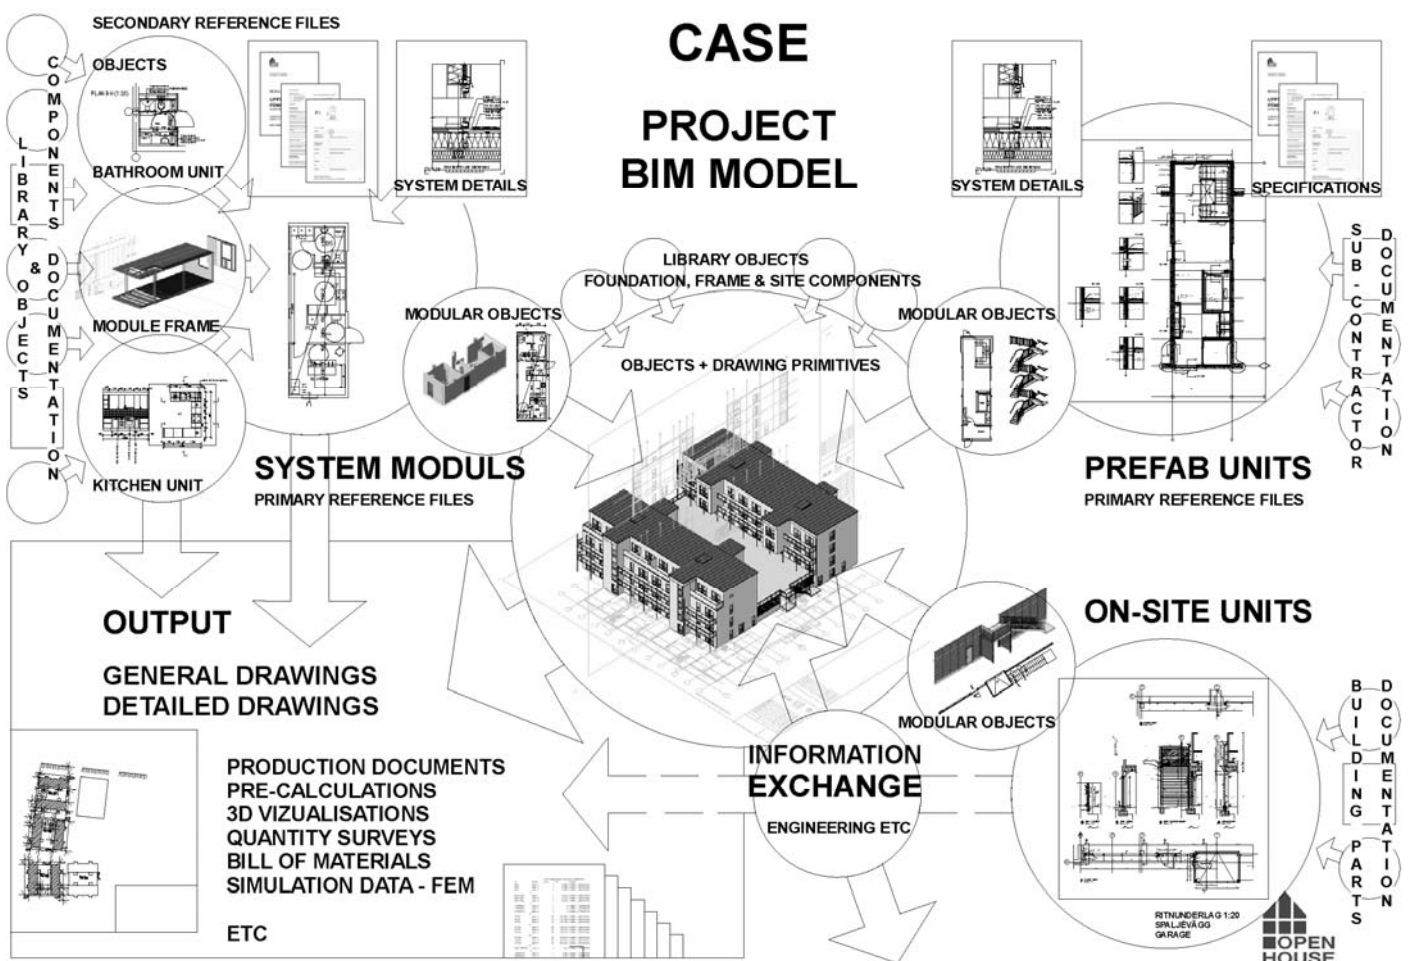 SECONDARY REFERENCE FILES
CASE
PROJECT
BIM MODEL
OBJECTS
PLAN B-H (1:20)
BATHROOM UNIT
SYSTEM DETAILS
SYSTEM DETAILS
SPECIFICATIONS
COMPONENTS DOCUMENTATION
LIBRARY & OBJECTS
MODULE FRAME
KITCHEN UNIT
LIBRARY OBJECTS
FOUNDATION, FRAME & SITE COMPONENTS
MODULAR OBJECTS
MODULAR OBJECTS
OBJECTS + DRAWING PRIMITIVES
SUB-CONTRACTOR
DOCUMENTATION
SYSTEM MODULS
PRIMARY REFERENCE FILES
PREFAB UNITS
PRIMARY REFERENCE FILES
OUTPUT
GENERAL DRAWINGS
DETAILED DRAWINGS
ON-SITE UNITS
MODULAR OBJECTS
BUILDING PARTS
DOCUMENTATION
PRODUCTION DOCUMENTS
PRE-CALCULATIONS
3D VIZUALISATIONS
QUANTITY SURVEYS
BILL OF MATERIALS
SIMULATION DATA - FEM
ETC
INFORMATION
EXCHANGE
ENGINEERING ETC
RITNUNDERLAG 1:20
SPALJÉVÄGG
GARAGE
OPEN
HOUSE